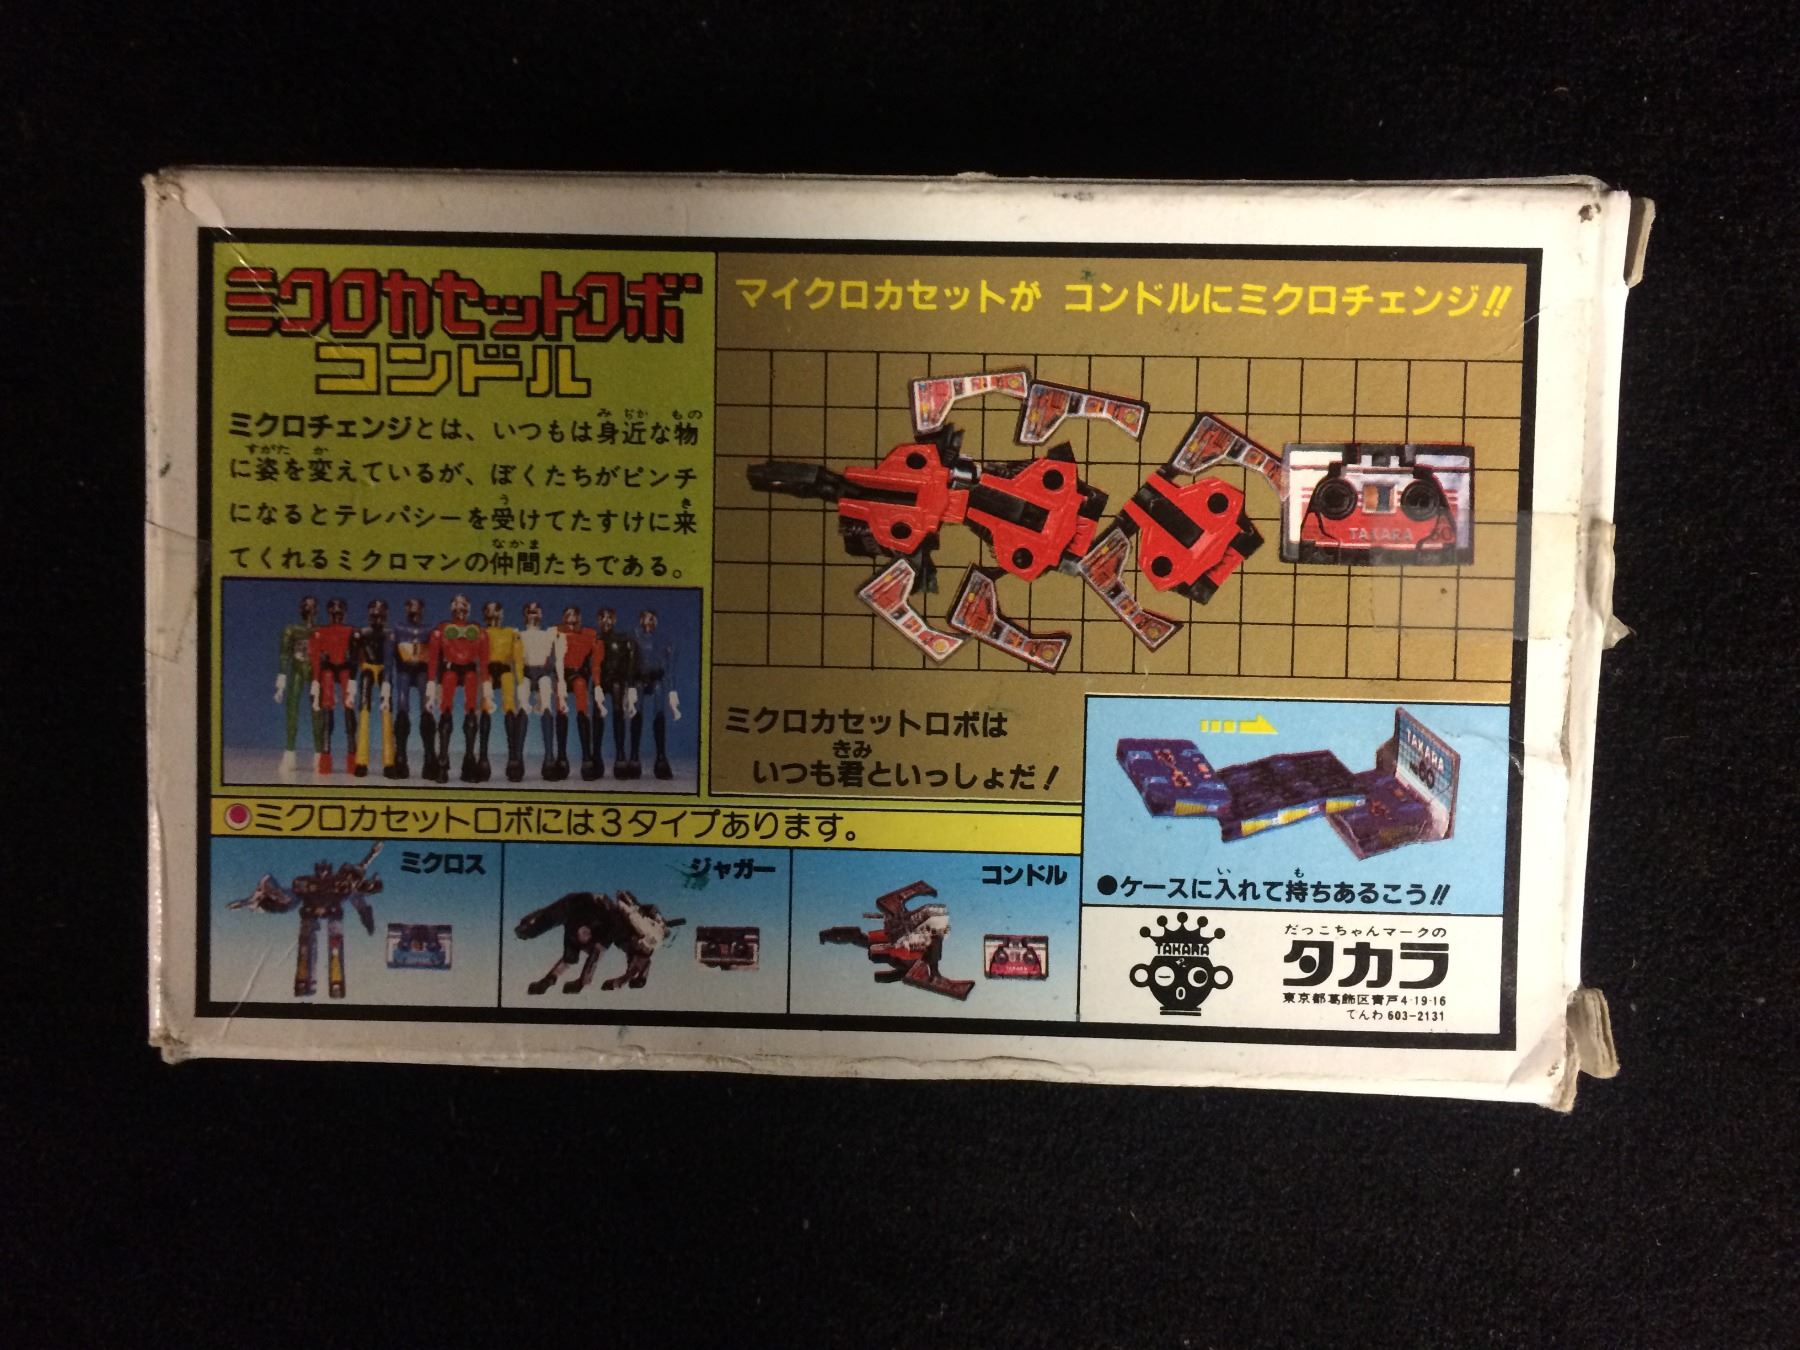 ミクロカセットロボ
コンドル
ミクロチェンジとは、いつもは身近な物
に姿を変えているが、ぼくたちがピンチ
になるとテレパシーを受けてたすけに来
てくれるミクロマンの仲間たちである。
マイクロカセットが コンドルにミクロチェンジ!!
TAKARA
ミクロカセットロボは
いつも君といっしょだ!
●ミクロカセットロボには3タイプあります。
ミクロス
ジャガー
コンドル
TAKARA
●ケースに入れて持ちあるこう!!
TAKARA
だっこちゃんマークの
タカラ
東京都葛飾区青戸4-19-16
てんわ 603-2131